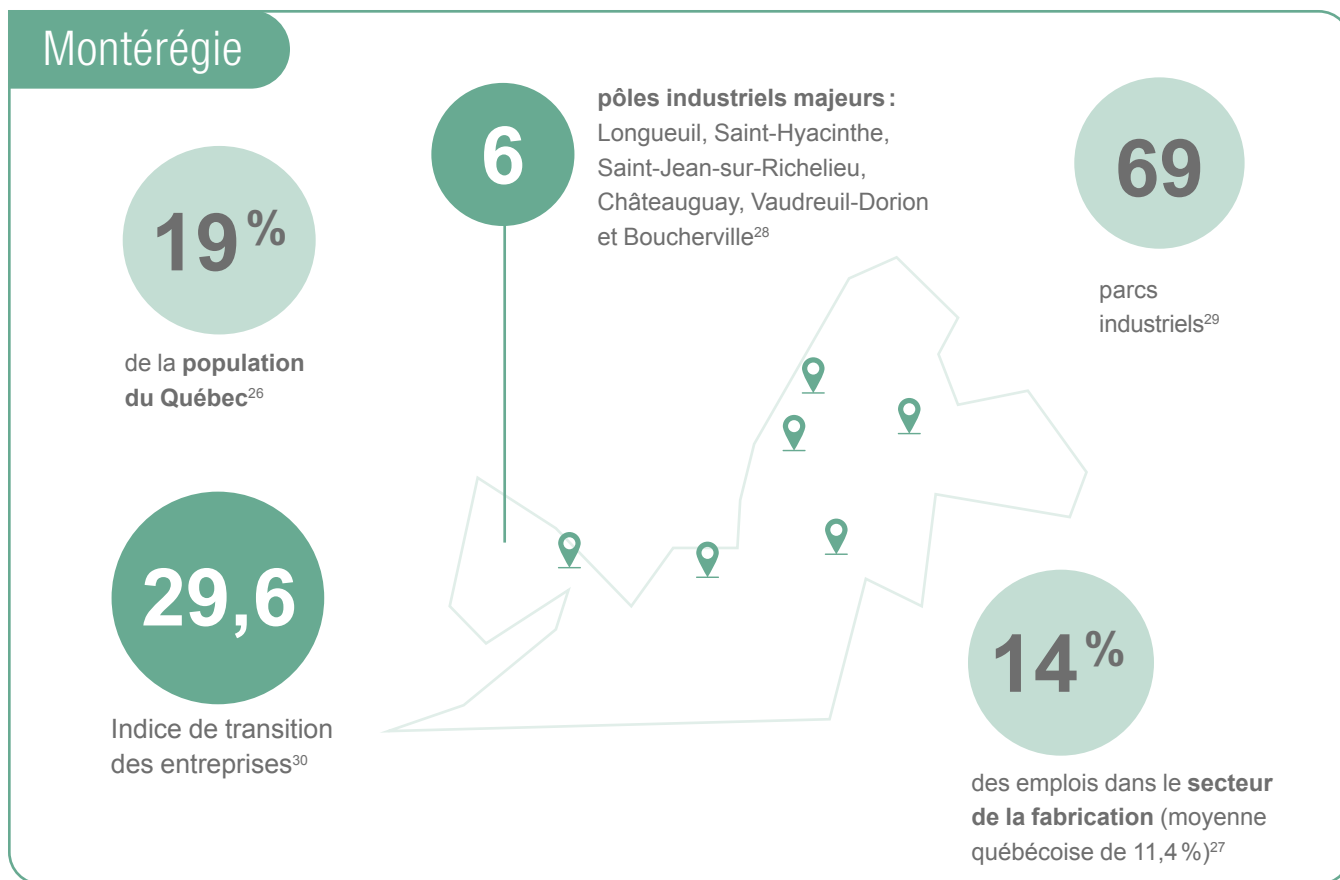 Montérégie
19 %
de la population
du Québec26
6
pôles industriels majeurs :
Longueuil, Saint-Hyacinthe,
Saint-Jean-sur-Richelieu,
Châteauguay, Vaudreuil-Dorion
et Boucherville28
69
parcs
industriels29
29,6
Indice de transition
des entreprises30
14 %
des emplois dans le secteur
de la fabrication (moyenne
québécoise de 11,4 %)27